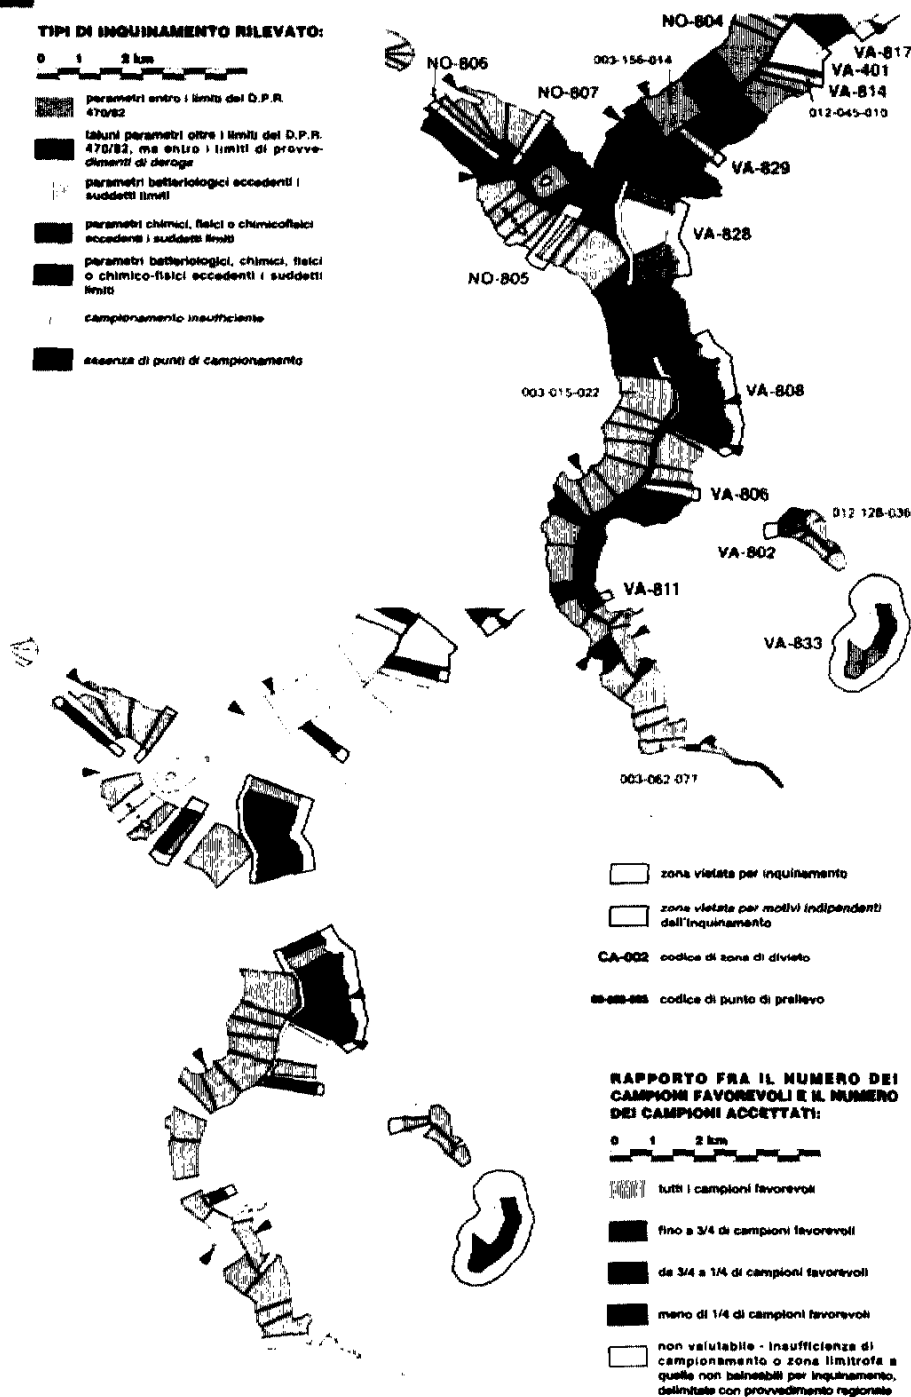 TIPI DI INQUINAMENTO RILEVATO:
0 1 2 km
parametri entro i limiti del D.P.R.
470/82
taluni parametri oltre i limiti del D.P.R.
470/82, ma entro i limiti di provve-
dimenti di deroga
parametri batteriologici eccedenti i
suddetti limiti
parametri chimici, fisici o chimicofisici
eccedenti i suddetti limiti
parametri batteriologici, chimici, fisici
o chimico-fisici eccedenti i suddetti
limiti
campionamento insufficiente
assenza di punti di campionamento
NO-804
VA-817
003-156-014
VA-401
NO-806
VA-814
NO-807
012-045-010
VA-829
VA-828
NO-805
003-015-022
VA-808
VA-806
012 128-036
VA-802
VA-811
VA-833
003-062-077
zona vietata per inquinamento
zona vietata per motivi indipendenti
dall'inquinamento
CA-002 codice di zona di divieto
codice di punto di prelievo
RAPPORTO FRA IL NUMERO DEI
CAMPIONI FAVOREVOLI E IL NUMERO
DEI CAMPIONI ACCETTATI:
0 1 2 km
tutti i campioni favorevoli
fino a 3/4 di campioni favorevoli
da 3/4 a 1/4 di campioni favorevoli
meno di 1/4 di campioni favorevoli
non valutabile - insufficienza di
campionamento o zona limitrofa a
quelle non balneabili per inquinamento,
delimitate con provvedimento regionale